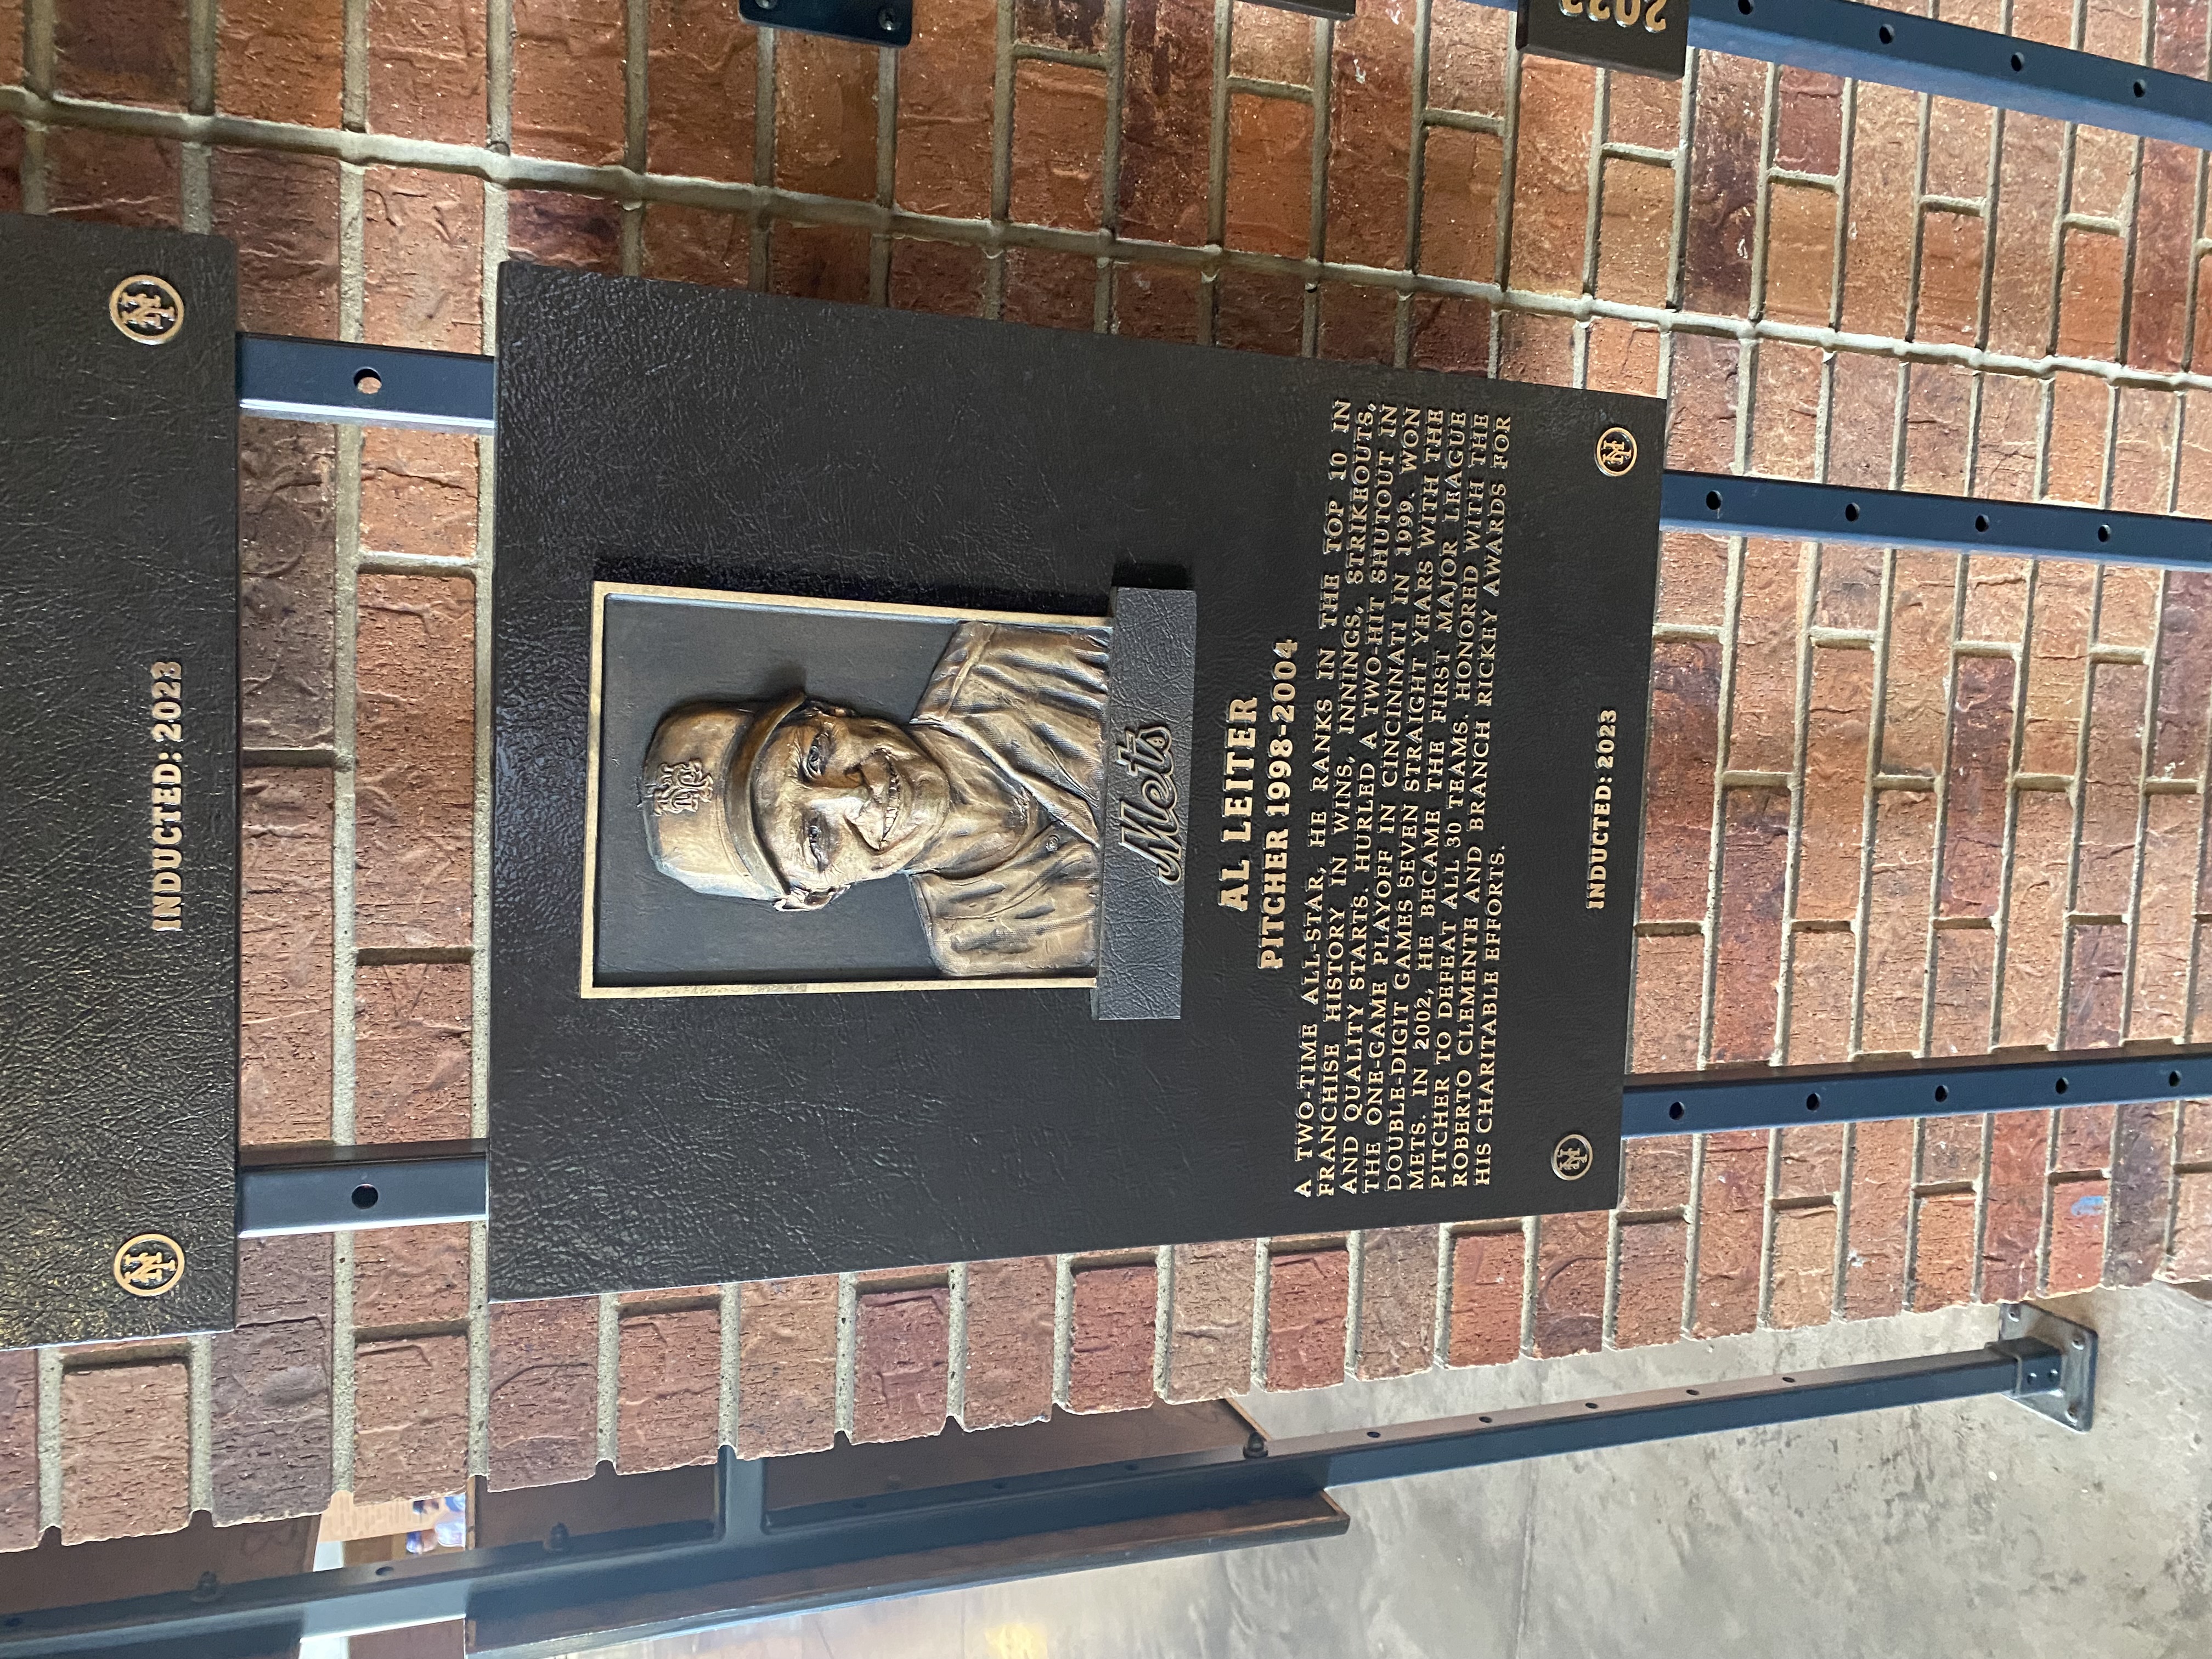 INDUCTED: 2023
2023
NY
Mets
AL LEITER
PITCHER 1998-2004
A TWO-TIME ALL-STAR, HE RANKS IN THE TOP 10 IN
FRANCHISE HISTORY IN WINS, INNINGS, STRIKEOUTS,
AND QUALITY STARTS. HURLED A TWO-HIT SHUTOUT IN
THE ONE-GAME PLAYOFF IN CINCINNATI IN 1999. WON
DOUBLE-DIGIT GAMES SEVEN STRAIGHT YEARS WITH THE
METS. IN 2002, HE BECAME THE FIRST MAJOR LEAGUE
PITCHER TO DEFEAT ALL 30 TEAMS. HONORED WITH THE
ROBERTO CLEMENTE AND BRANCH RICKEY AWARDS FOR
HIS CHARITABLE EFFORTS.
INDUCTED: 2023